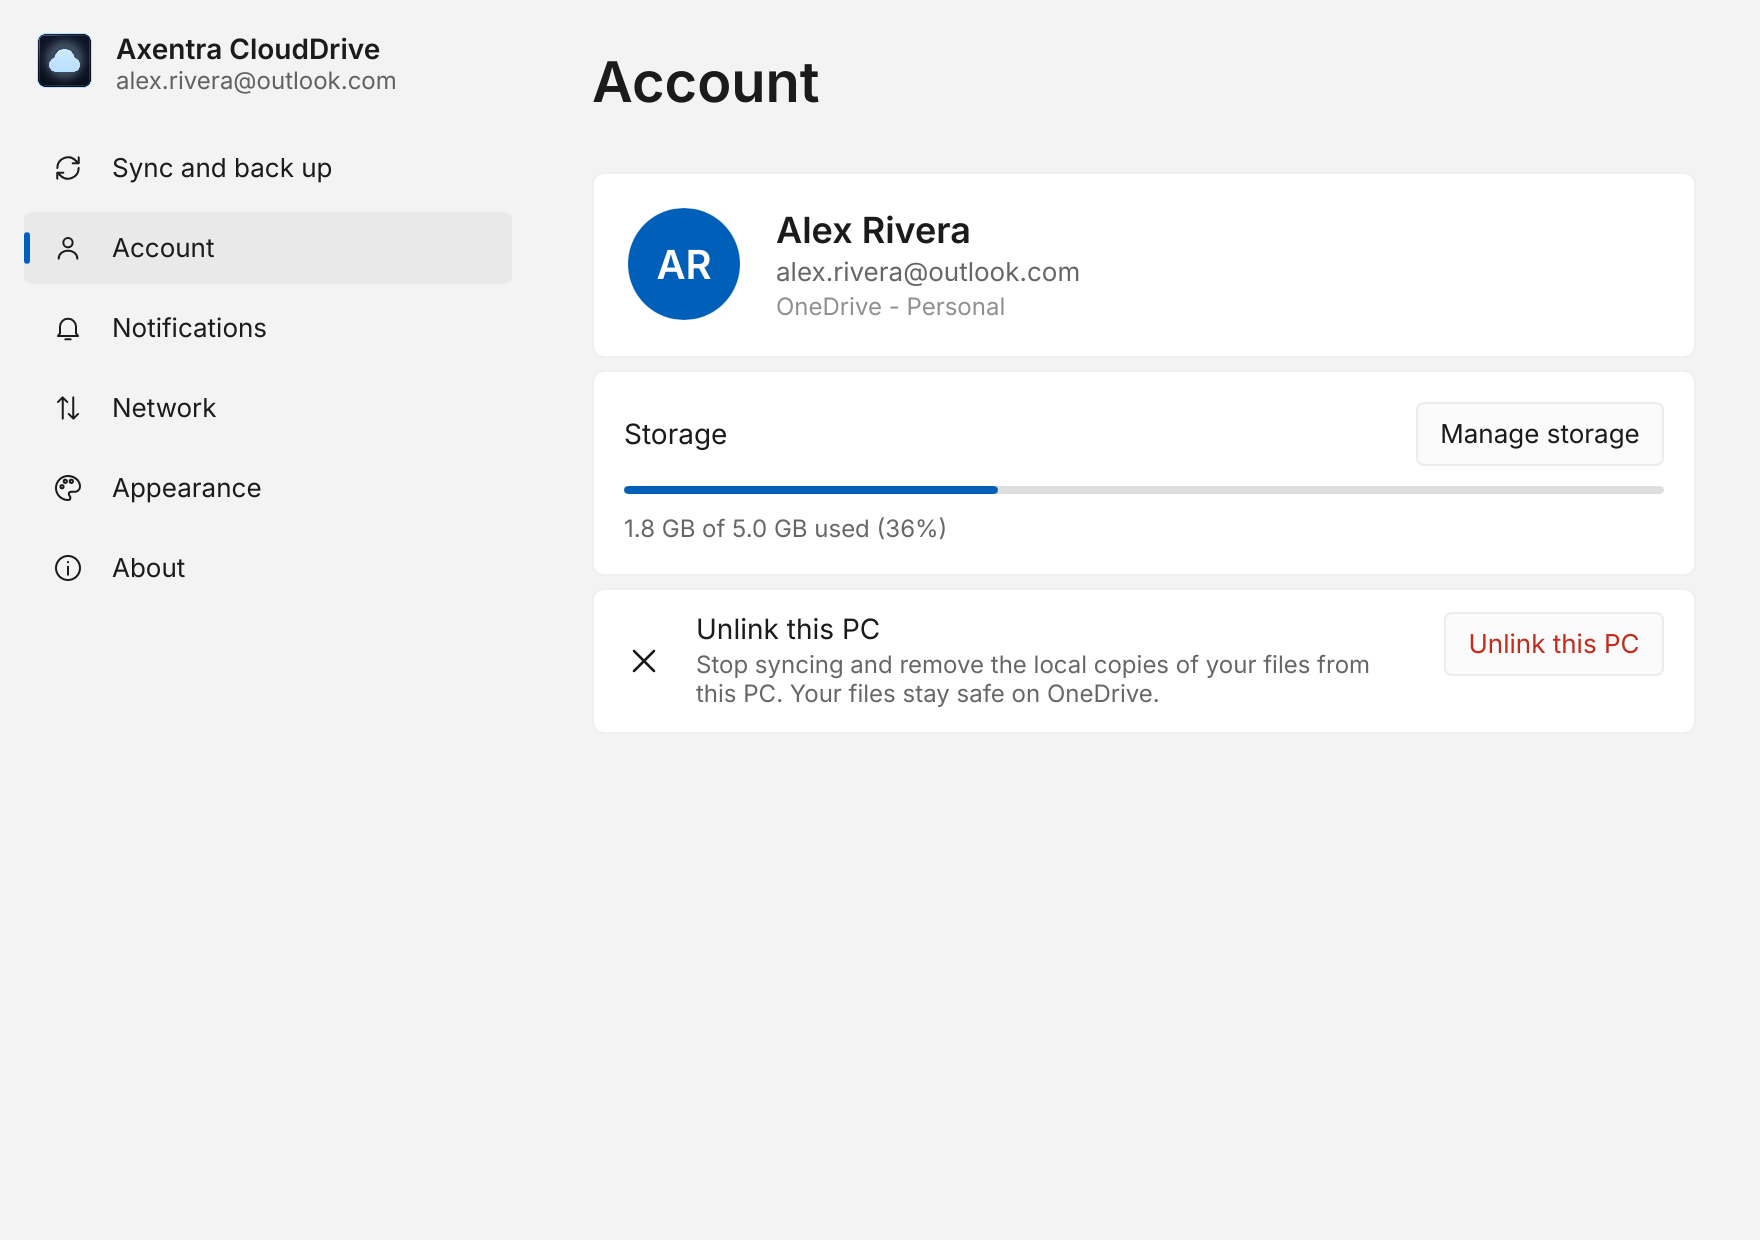 Axentra CloudDrive
alex.rivera@outlook.com
Sync and back up
Account
Notifications
Network
Appearance
About
Account
AR
Alex Rivera
alex.rivera@outlook.com
OneDrive - Personal
Storage
Manage storage
1.8 GB of 5.0 GB used (36%)
Unlink this PC
Stop syncing and remove the local copies of your files from
this PC. Your files stay safe on OneDrive.
Unlink this PC